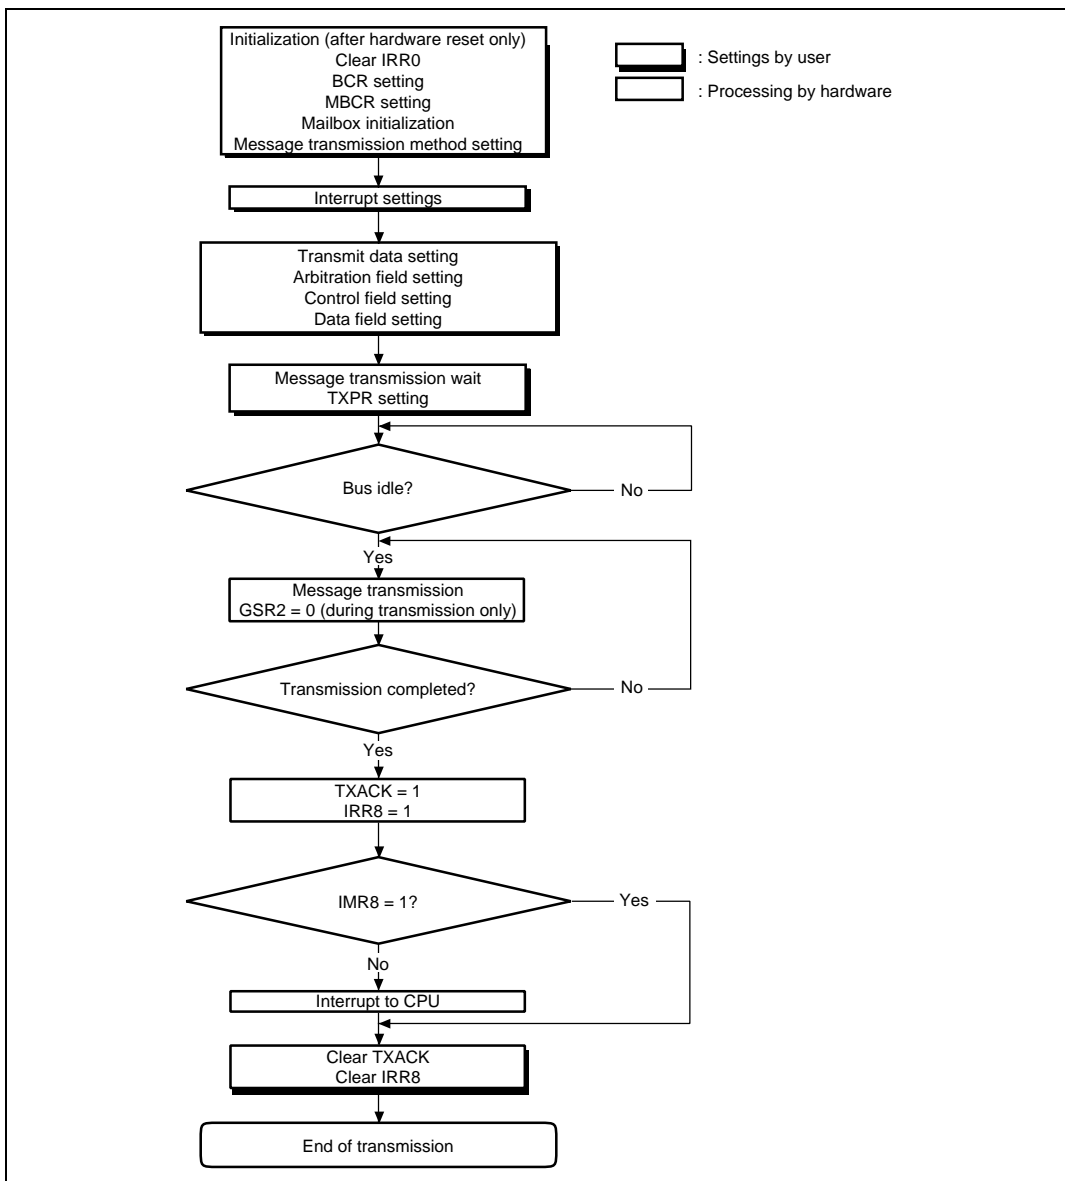 Initialization (after hardware reset only)
Clear IRR0
BCR setting
MBCR setting
Mailbox initialization
Message transmission method setting
: Settings by user
: Processing by hardware
Interrupt settings
Transmit data setting
Arbitration field setting
Control field setting
Data field setting
Message transmission wait
TXPR setting
Bus idle?
No
Yes
Message transmission
GSR2 = 0 (during transmission only)
Transmission completed?
No
Yes
TXACK = 1
IRR8 = 1
IMR8 = 1?
Yes
No
Interrupt to CPU
Clear TXACK
Clear IRR8
End of transmission